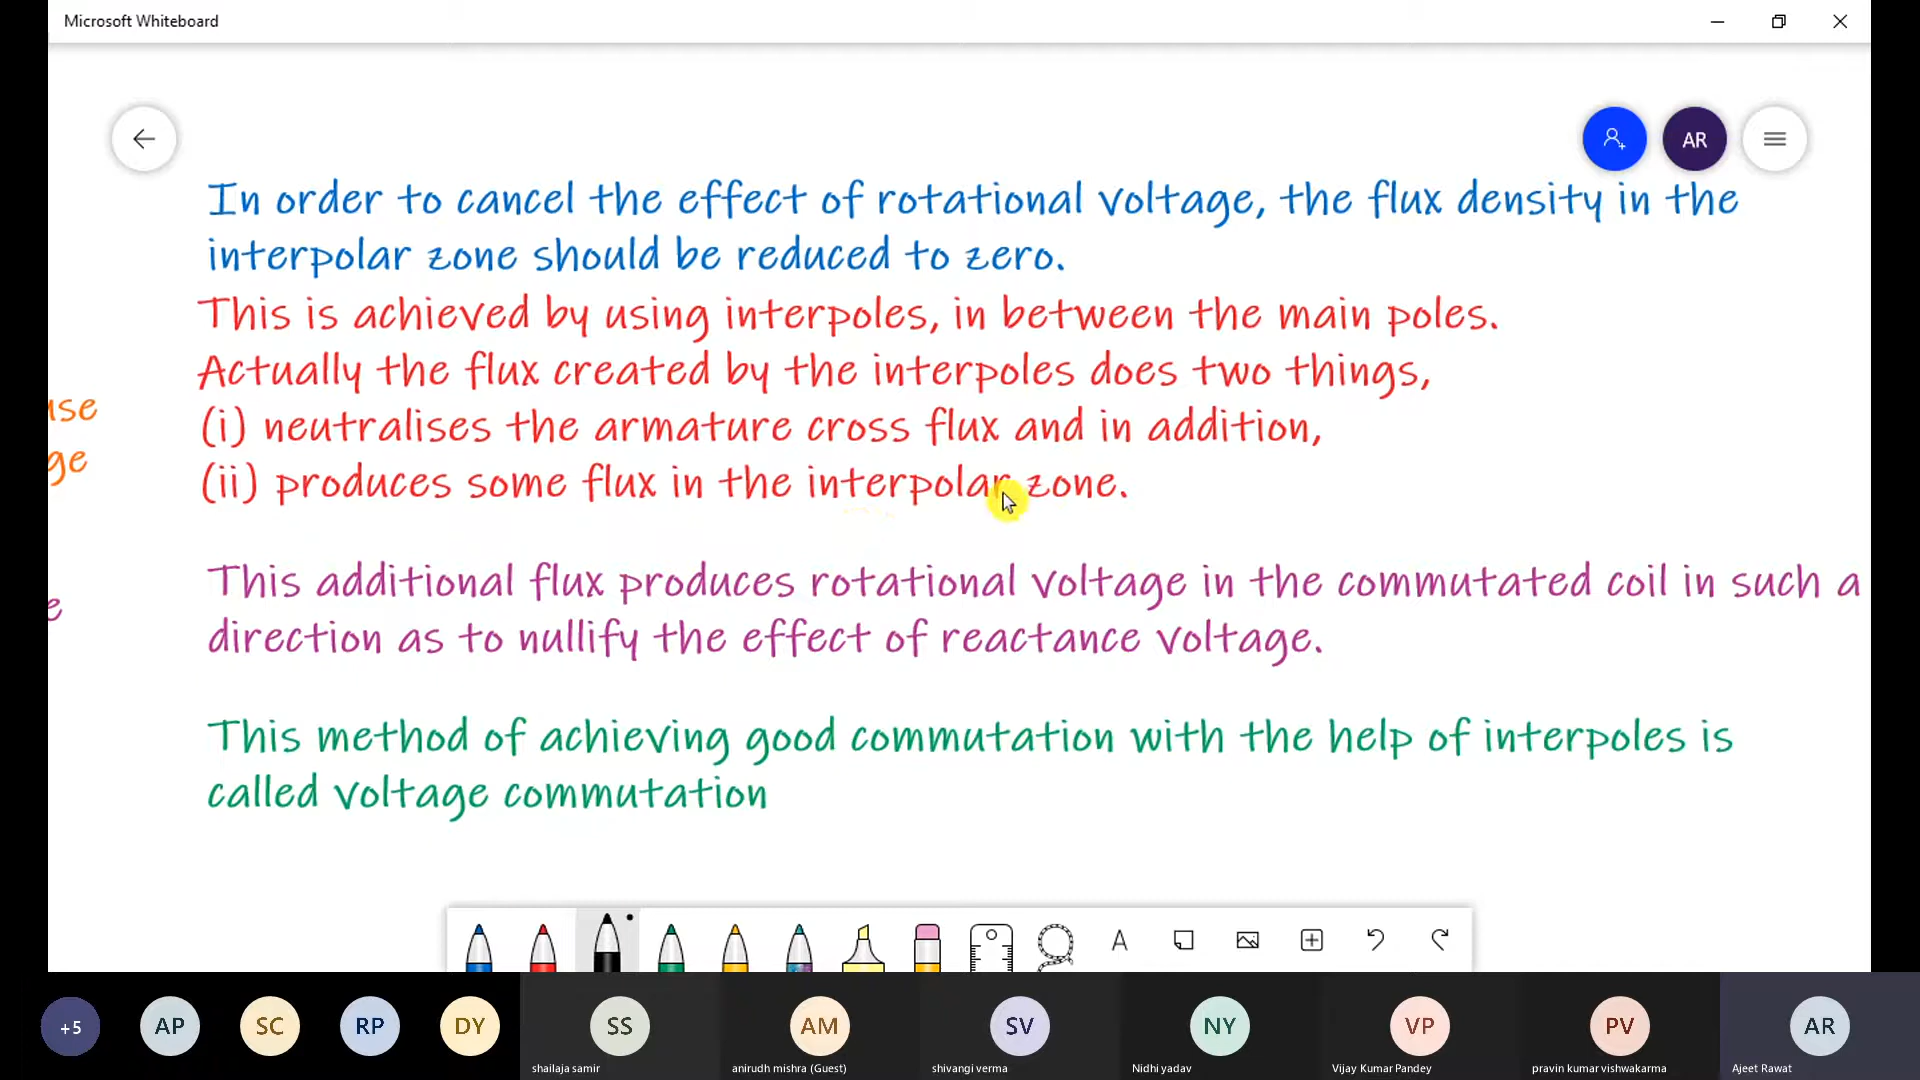 Microsoft Whiteboard
AR
In order to cancel the effect of rotational voltage, the flux density in the
interpolar zone should be reduced to zero.
This is achieved by using interpoles, in between the main poles.
Actually the flux created by the interpoles does two things,
use
(i) neutralises the armature cross flux and in addition,
ge
(ii) produces some flux in the interpolar zone.
This additional flux produces rotational voltage in the commutated coil in such a
e
direction as to nullify the effect of reactance voltage.
This method of achieving good commutation with the help of interpoles is
called voltage commutation
A
+5 AP SC RP DY SS AM SV NY VP PV AR
shailaja samir anirudh mishra (Guest) shivangi verma Nidhi yadav Vijay Kumar Pandey pravin kumar vishwakarma Ajeet Rawat